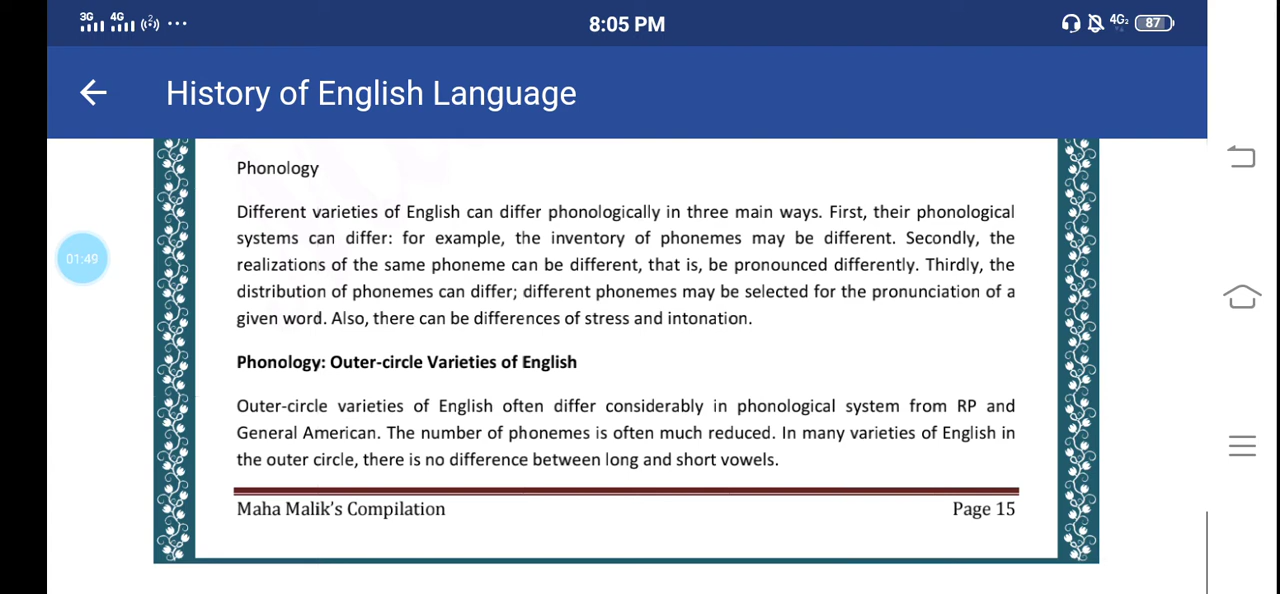 3G 4G 8:05 PM 4G2 87
History of English Language
Phonology
Different varieties of English can differ phonologically in three main ways. First, their phonological
systems can differ: for example, the inventory of phonemes may be different. Secondly, the
01:49
realizations of the same phoneme can be different, that is, be pronounced differently. Thirdly, the
distribution of phonemes can differ; different phonemes may be selected for the pronunciation of a
given word. Also, there can be differences of stress and intonation.
Phonology: Outer-circle Varieties of English
Outer-circle varieties of English often differ considerably in phonological system from RP and
General American. The number of phonemes is often much reduced. In many varieties of English in
the outer circle, there is no difference between long and short vowels.
Maha Malik's Compilation Page 15